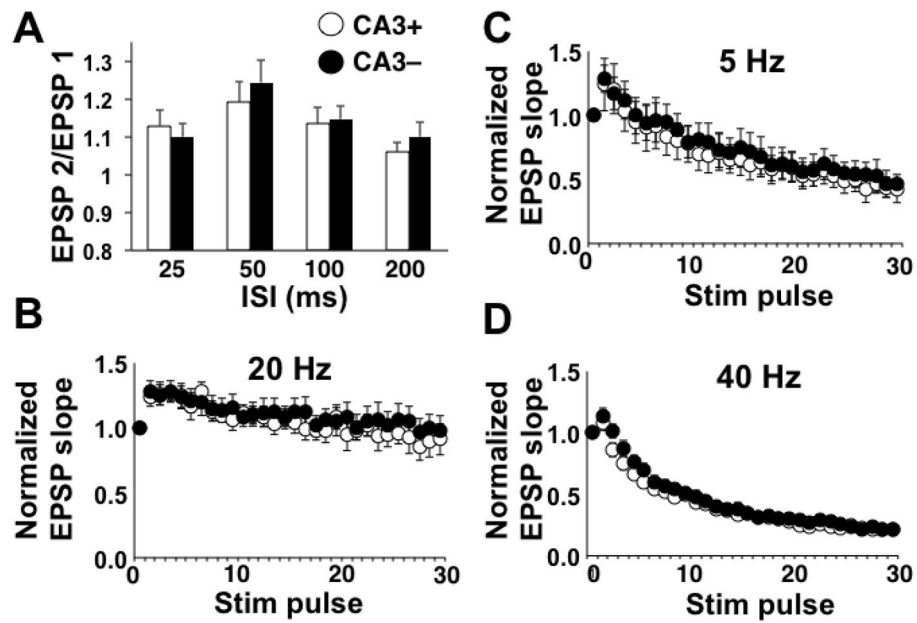 A
CA3+
CA3–
EPSP 2/EPSP 1
1.3
1.2
1.1
1
0.9
0.8
25 50 100 200
ISI (ms)
B
20 Hz
Normalized
EPSP slope
1.5
1.0
0.5
0.0
0 10 20 30
Stim pulse
C
5 Hz
Normalized
EPSP slope
1.5
1.0
0.5
0.0
0 10 20 30
Stim pulse
D
40 Hz
Normalized
EPSP slope
1.5
1.0
0.5
0.0
0 10 20 30
Stim pulse